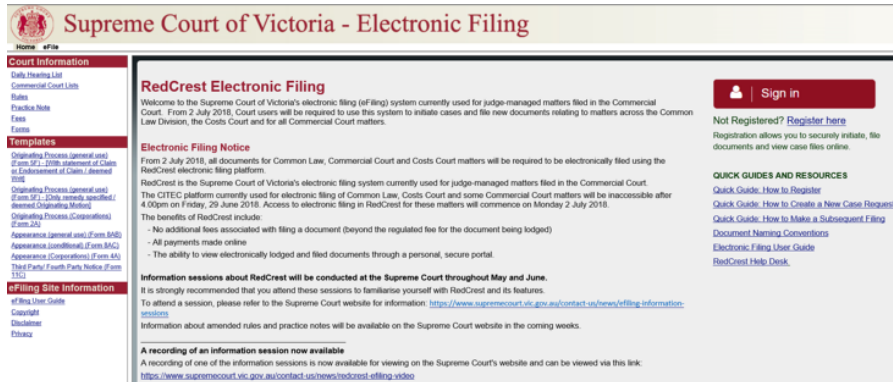 Supreme Court of Victoria - Electronic Filing
Home eFile
Court Information
Daily Hearing List
Commercial Court Lists
Rules
Practice Note
Fees
Forms
Templates
Originating Process (general use)
(Form 5F) - [With statement of Claim
or Endorsement of Claim / deemed
Writ]
Originating Process (general use)
(Form 5F) - [Only remedy specified /
deemed Originating Motion]
Originating Process (Corporations)
(Form 2A)
Appearance (general use) (Form 8AB)
Appearance (conditional) (Form 8AC)
Appearance (Corporations) (Form 4A)
Third Party/ Fourth Party Notice (Form
11C)
eFiling Site Information
efiling User Guide
Copyright
Disclaimer
Privacy
RedCrest Electronic Filing
Welcome to the Supreme Court of Victoria's electronic filing (eFiling) system currently used for judge-managed matters filed in the Commercial
Court. From 2 July 2018, Court users will be required to use this system to initiate cases and file new documents relating to matters across the Common
Law Division, the Costs Court and for all Commercial Court matters.
Electronic Filing Notice
From 2 July 2018, all documents for Common Law, Commercial Court and Costs Court matters will be required to be electronically filed using the
RedCrest electronic filing platform.
RedCrest is the Supreme Court of Victoria's electronic filing system currently used for judge-managed matters filed in the Commercial Court.
The CITEC platform currently used for electronic filing of Common Law, Costs Court and some Commercial Court matters will be inaccessible after
4.00pm on Friday, 29 June 2018. Access to electronic filing in RedCrest for these matters will commence on Monday 2 July 2018.
The benefits of RedCrest include:
- No additional fees associated with filing a document (beyond the regulated fee for the document being lodged)
- All payments made online
- The ability to view electronically lodged and filed documents through a personal, secure portal.
Information sessions about RedCrest will be conducted at the Supreme Court throughout May and June.
It is strongly recommended that you attend these sessions to familiarise yourself with RedCrest and its features.
To attend a session, please refer to the Supreme Court website for information: https://www.supremecourt.vic.gov.au/contact-us/news/efiling-information-
sessions
Information about amended rules and practice notes will be available on the Supreme Court website in the coming weeks.
A recording of an information session now available
A recording of one of the information sessions is now available for viewing on the Supreme Court's website and can be viewed via this link:
https://www.supremecourt.vic.gov.au/contact-us/news/redcrest-efiling-video
Sign in
Not Registered? Register here
Registration allows you to securely initiate, file
documents and view case files online.
QUICK GUIDES AND RESOURCES
Quick Guide: How to Register
Quick Guide: How to Create a New Case Request
Quick Guide: How to Make a Subsequent Filing
Document Naming Conventions
Electronic Filing User Guide
RedCrest Help Desk